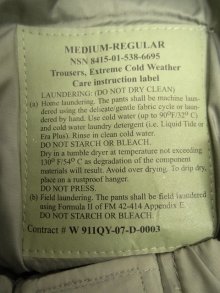 MEDIUM-REGULAR
NSN 8415-01-538-6695
Trousers, Extreme Cold Weather
Care instruction label
LAUNDERING: (DO NOT DRY CLEAN)
(a) Home laundering. The pants shall be machine laun-
dered using the delicate/gentle fabric cycle or laun-
dered by hand. Use cold water (up to 90°F/32°C)
and cold water laundry detergent (i.e. Liquid Tide or
Era Plus). Rinse in clean cold water.
DO NOT STARCH OR BLEACH.
Dry in a tumble dryer at temperature not exceeding
130°F/54°C as degradation of the component
materials will result. Avoid over drying. To drip dry,
place on a rustproof hanger.
DO NOT PRESS.
(b) Field laundering. The pants shall be field laundered
using Formula II of FM 42-414 Appendix E.
DO NOT STARCH OR BLEACH.
Contract # W 911QY-07-D-0003